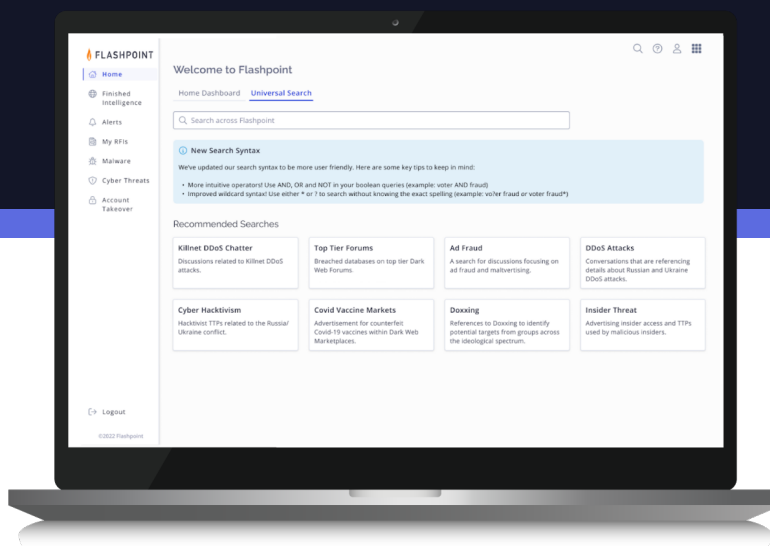 FLASHPOINT
Home
Finished
Intelligence
Alerts
My RFIs
Malware
Cyber Threats
Account
Takeover
Logout
©2022 Flashpoint
Welcome to Flashpoint
Home Dashboard Universal Search
Search across Flashpoint
New Search Syntax
We've updated our search syntax to be more user friendly. Here are some key tips to keep in mind:
• More intuitive operators! Use AND, OR and NOT in your boolean queries (example: voter AND fraud)
• Improved wildcard syntax! Use either * or ? to search without knowing the exact spelling (example: vo?er fraud or voter fraud*)
Recommended Searches
Killnet DDoS Chatter
Discussions related to Killnet DDoS
attacks.
Top Tier Forums
Breached databases on top tier Dark
Web Forums.
Ad Fraud
A search for discussions focusing on
ad fraud and maltvertising.
DDoS Attacks
Conversations that are referencing
details about Russian and Ukraine
DDoS attacks.
Cyber Hacktivism
Hacktivist TTPs related to the Russia/
Ukraine conflict.
Covid Vaccine Markets
Advertisement for counterfeit
Covid-19 vaccines within Dark Web
Marketplaces.
Doxxing
References to Doxxing to identify
potential targets from groups across
the ideological spectrum.
Insider Threat
Advertising insider access and TTPs
used by malicious insiders.